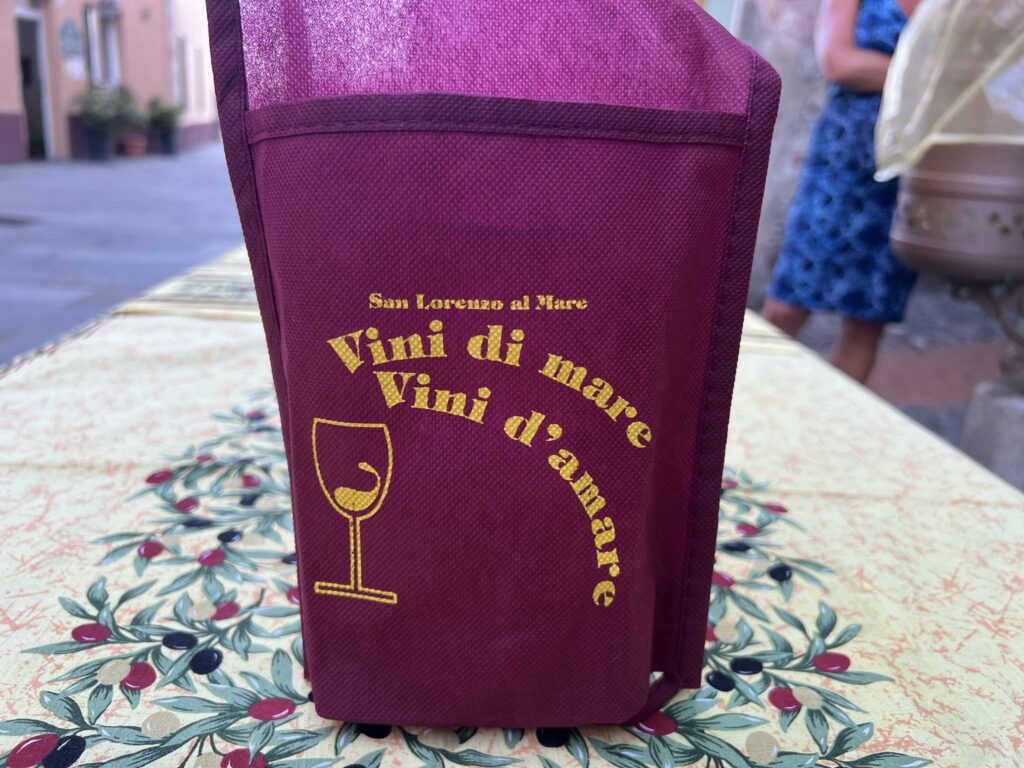 San Lorenzo al Mare
Vini di mare
Vini d'amare